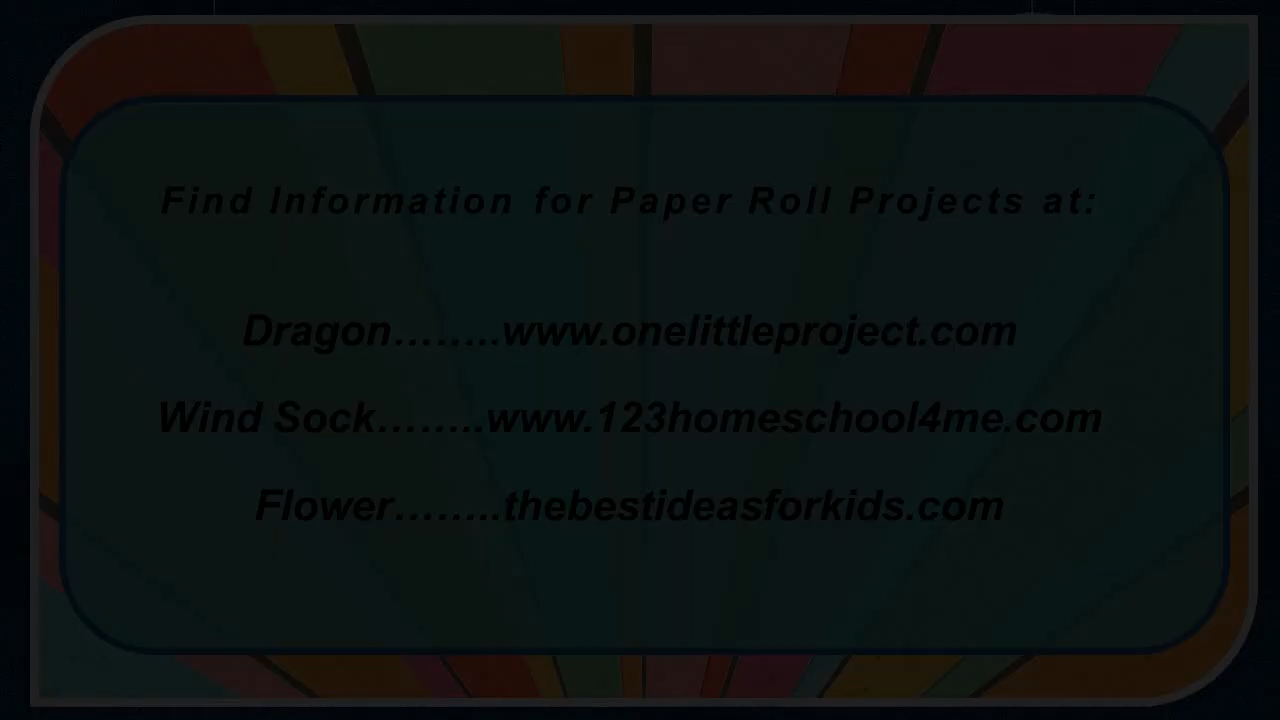 Find Information for Paper Roll Projects at:
Dragon……..www.onelittleproject.com
Wind Sock……..www.123homeschool4me.com
Flower……..thebestideasforkids.com